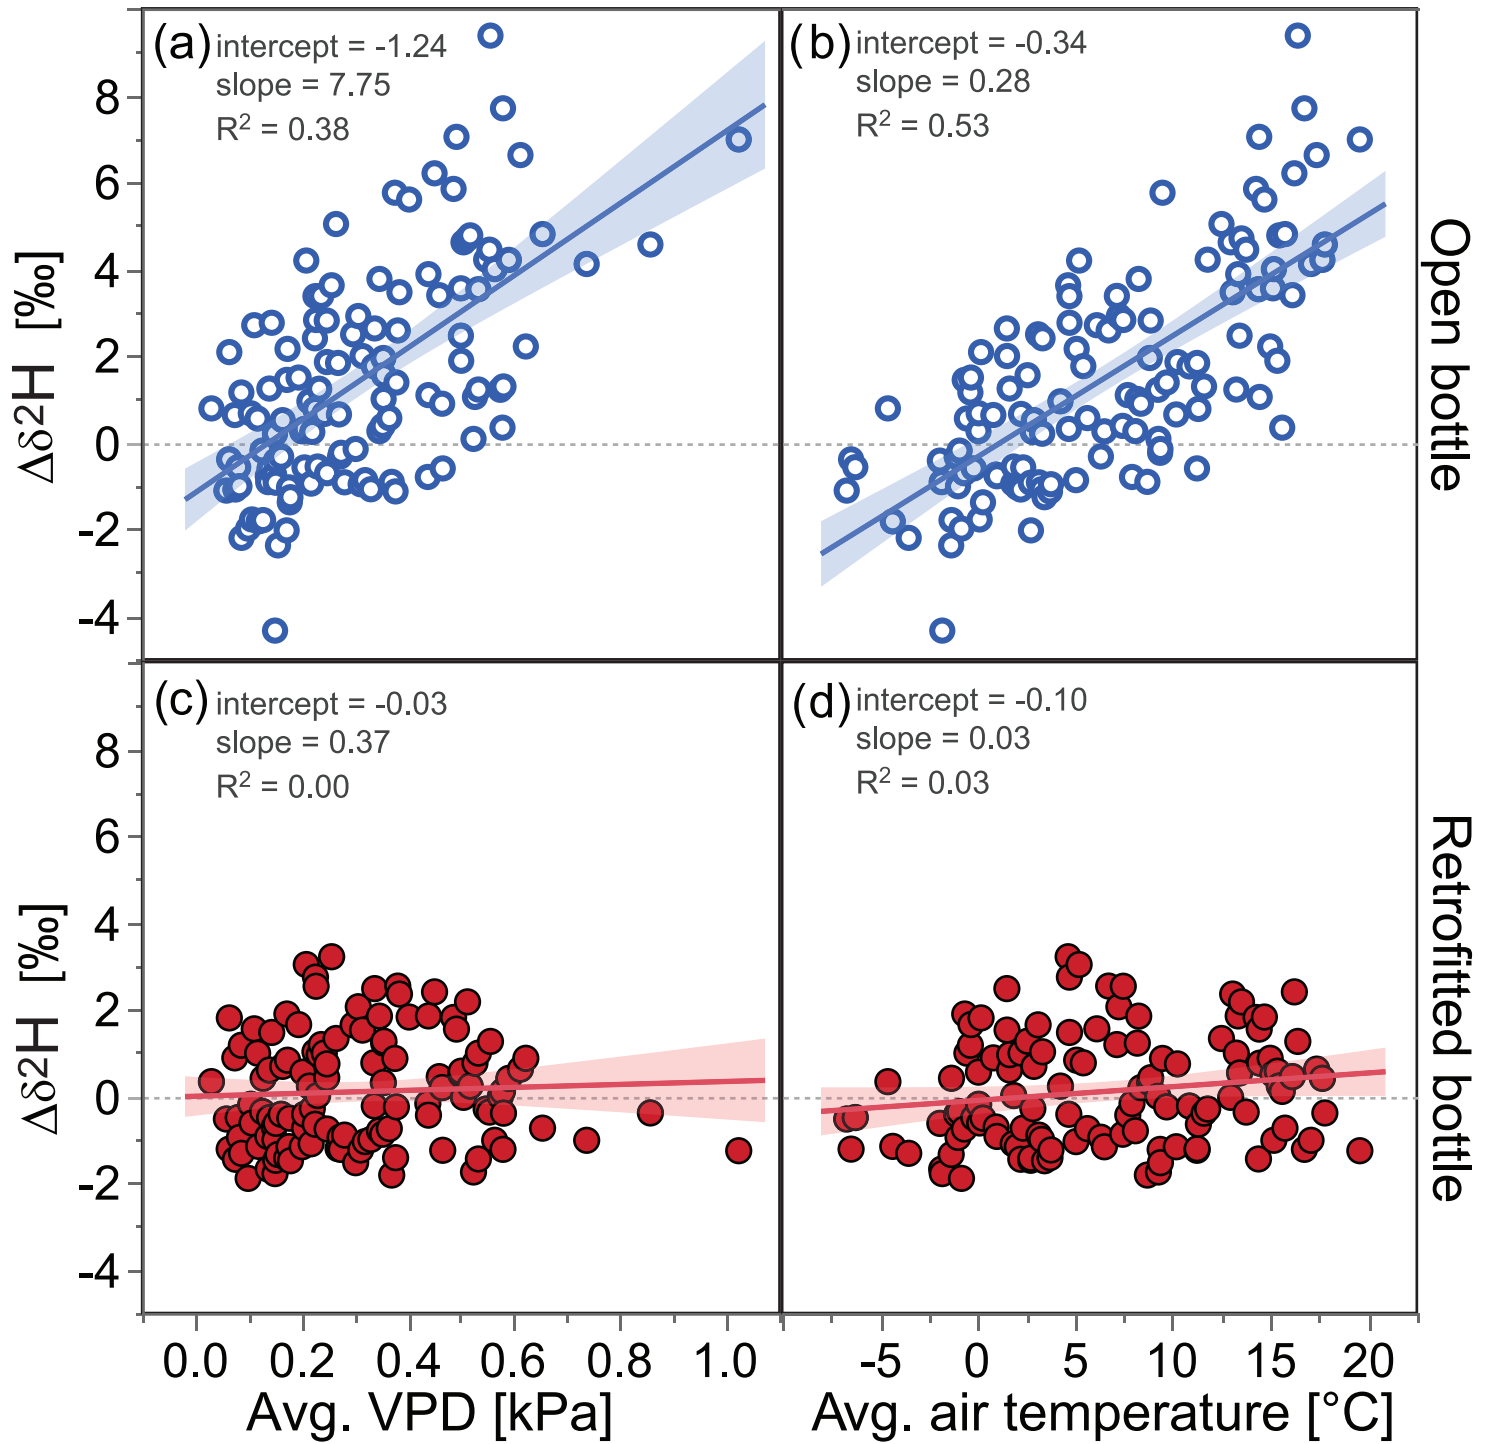 (a) intercept = -1.24
slope = 7.75
R² = 0.38
(b) intercept = -0.34
slope = 0.28
R² = 0.53
8
6
4
2
0
-2
-4
Δδ²H [‰]
Open bottle
(c) intercept = -0.03
slope = 0.37
R² = 0.00
(d) intercept = -0.10
slope = 0.03
R² = 0.03
8
6
4
2
0
-2
-4
Δδ²H [‰]
Retrofitted bottle
0.0 0.2 0.4 0.6 0.8 1.0
-5 0 5 10 15 20
Avg. VPD [kPa]
Avg. air temperature [°C]